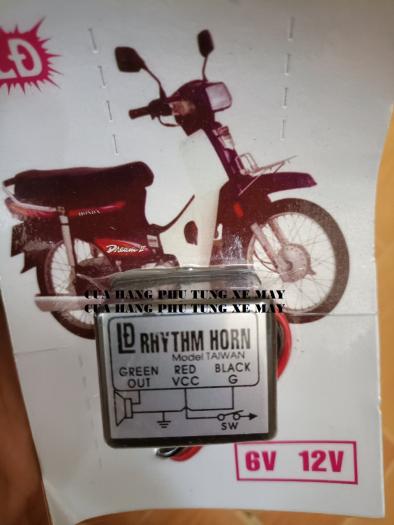 HONDA
Dream II
CUA HANG PHU TUNG XE MAY
CUA HANG PHU TUNG XE MAY
LD RHYTHM HORN
Model TAIWAN
GREEN RED BLACK
OUT VCC G
SW
6V 12V